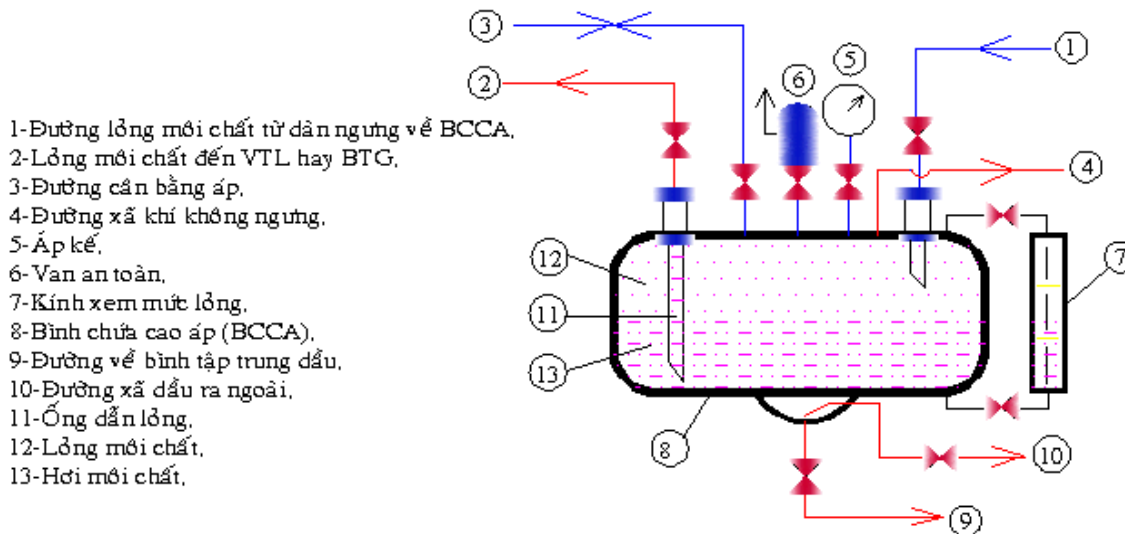 1-Đường lỏng môi chất từ dàn ngưng về BCCA,
2-Lỏng môi chất đến VTL hay BTG,
3-Đường cân bằng áp,
4-Đường xã khí không ngưng,
5-Áp kế,
6-Van an toàn,
7-Kính xem mức lỏng,
8-Bình chứa cao áp (BCCA),
9-Đường về bình tập trung dầu,
10-Đường xã dầu ra ngoài,
11-Ống dẫn lỏng,
12-Lỏng môi chất,
13-Hơi môi chất,
3
2
6
5
1
4
12
11
13
7
8
10
9